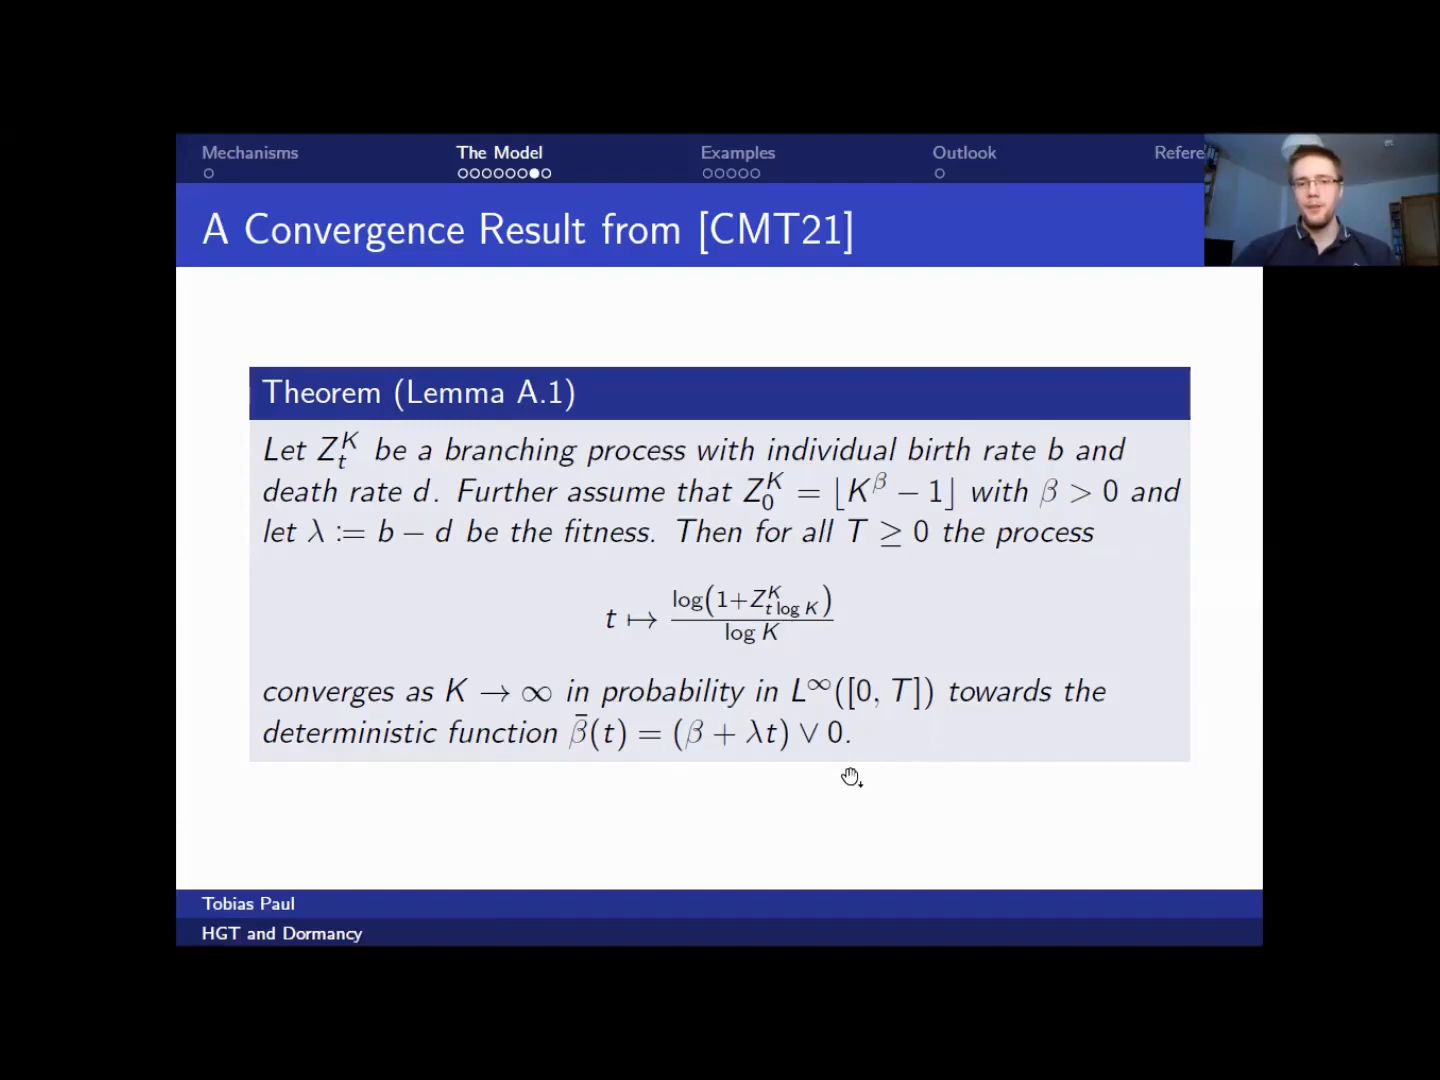 Mechanisms The Model Examples Outlook Refere
A Convergence Result from [CMT21]
Theorem (Lemma A.1)
Let Z_t^K be a branching process with individual birth rate b and
death rate d. Further assume that Z_0^K = ⌊K^β − 1⌋ with β > 0 and
let λ := b − d be the fitness. Then for all T ≥ 0 the process
t ↦ log(1+Z_{t log K}^K) / log K
converges as K → ∞ in probability in L^∞([0, T]) towards the
deterministic function β̄(t) = (β + λt) ∨ 0.
Tobias Paul
HGT and Dormancy